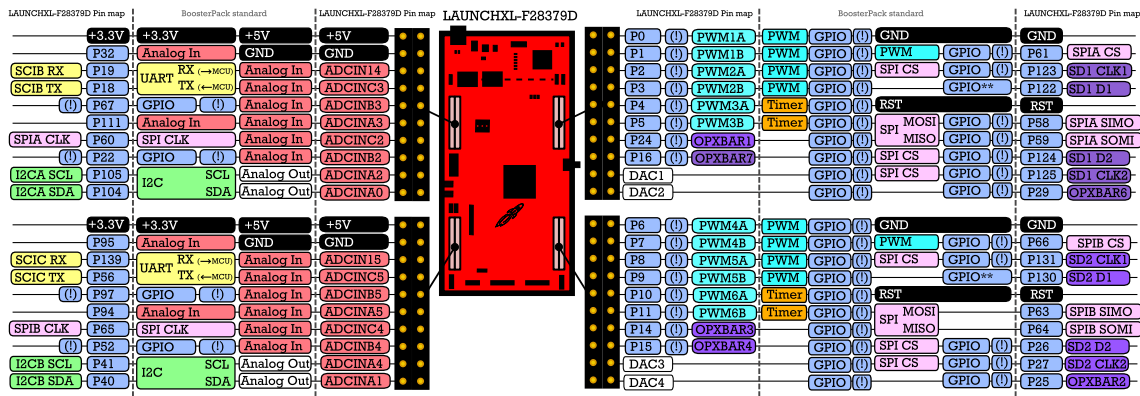 LAUNCHXL-F28379D Pin map BoosterPack standard LAUNCHXL-F28379D Pin map
LAUNCHXL-F28379D
LAUNCHXL-F28379D Pin map BoosterPack standard LAUNCHXL-F28379D Pin map
+3.3V +3.3V +5V +5V
P32 Analog In GND GND
SCIB RX P19 UART RX (→MCU) Analog In ADCIN14
SCIB TX P18 TX (←MCU) Analog In ADCINC3
(!) P67 GPIO (!) Analog In ADCINB3
P111 Analog In Analog In ADCINA3
SPIA CLK P60 SPI CLK Analog In ADCINC2
(!) P22 GPIO (!) Analog In ADCINB2
I2CA SCL P105 I2C SCL Analog Out ADCINA2
I2CA SDA P104 SDA Analog Out ADCINA0
+3.3V +3.3V +5V +5V
P95 Analog In GND GND
SCIC RX P139 UART RX (→MCU) Analog In ADCIN15
SCIC TX P56 TX (←MCU) Analog In ADCINC5
(!) P97 GPIO (!) Analog In ADCINB5
P94 Analog In Analog In ADCINA5
SPIB CLK P65 SPI CLK Analog In ADCINC4
(!) P52 GPIO (!) Analog In ADCINB4
I2CB SCL P41 I2C SCL Analog Out ADCINA4
I2CB SDA P40 SDA Analog Out ADCINA1
P0 (!) PWM1A PWM GPIO (!) GND GND
P1 (!) PWM1B PWM GPIO (!) PWM GPIO (!) P61 SPIA CS
P2 (!) PWM2A PWM GPIO (!) SPI CS GPIO (!) P123 SD1 CLK1
P3 (!) PWM2B PWM GPIO (!) GPIO** P122 SD1 D1
P4 (!) PWM3A Timer GPIO (!) RST RST
P5 (!) PWM3B Timer GPIO (!) SPI MOSI GPIO (!) P58 SPIA SIMO
P24 (!) OPXBAR1 GPIO (!) MISO GPIO (!) P59 SPIA SOMI
P16 (!) OPXBAR7 GPIO (!) SPI CS GPIO (!) P124 SD1 D2
DAC1 GPIO (!) SPI CS GPIO (!) P125 SD1 CLK2
DAC2 GPIO (!) GPIO (!) P29 OPXBAR6
P6 (!) PWM4A PWM GPIO (!) GND GND
P7 (!) PWM4B PWM GPIO (!) PWM GPIO (!) P66 SPIB CS
P8 (!) PWM5A PWM GPIO (!) SPI CS GPIO (!) P131 SD2 CLK1
P9 (!) PWM5B PWM GPIO (!) GPIO** P130 SD2 D1
P10 (!) PWM6A Timer GPIO (!) RST RST
P11 (!) PWM6B Timer GPIO (!) SPI MOSI GPIO (!) P63 SPIB SIMO
P14 (!) OPXBAR3 GPIO (!) MISO GPIO (!) P64 SPIB SOMI
P15 (!) OPXBAR4 GPIO (!) SPI CS GPIO (!) P26 SD2 D2
DAC3 GPIO (!) SPI CS GPIO (!) P27 SD2 CLK2
DAC4 GPIO (!) GPIO (!) P25 OPXBAR2